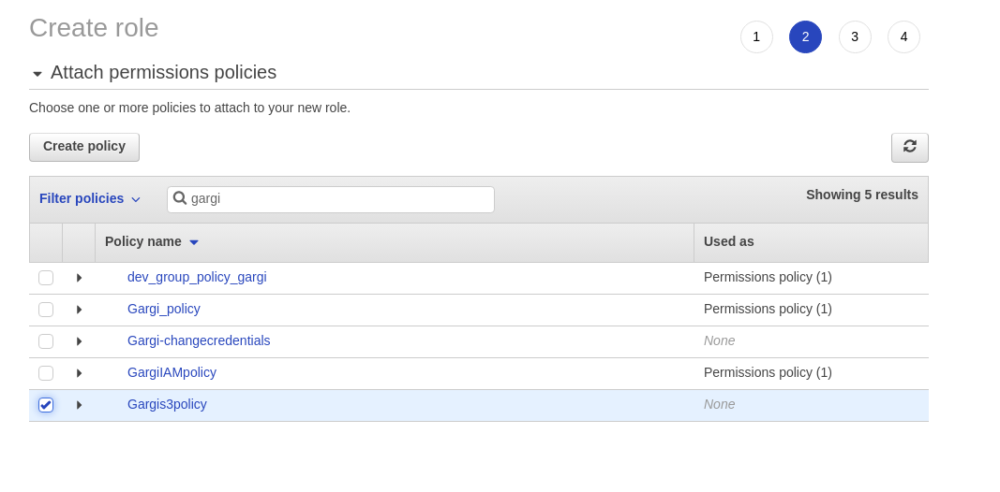 Create role
1 2 3 4
Attach permissions policies
Choose one or more policies to attach to your new role.
Create policy
Filter policies gargi Showing 5 results
Policy name Used as
dev_group_policy_gargi Permissions policy (1)
Gargi_policy Permissions policy (1)
Gargi-changecredentials None
GargiIAMpolicy Permissions policy (1)
Gargis3policy None